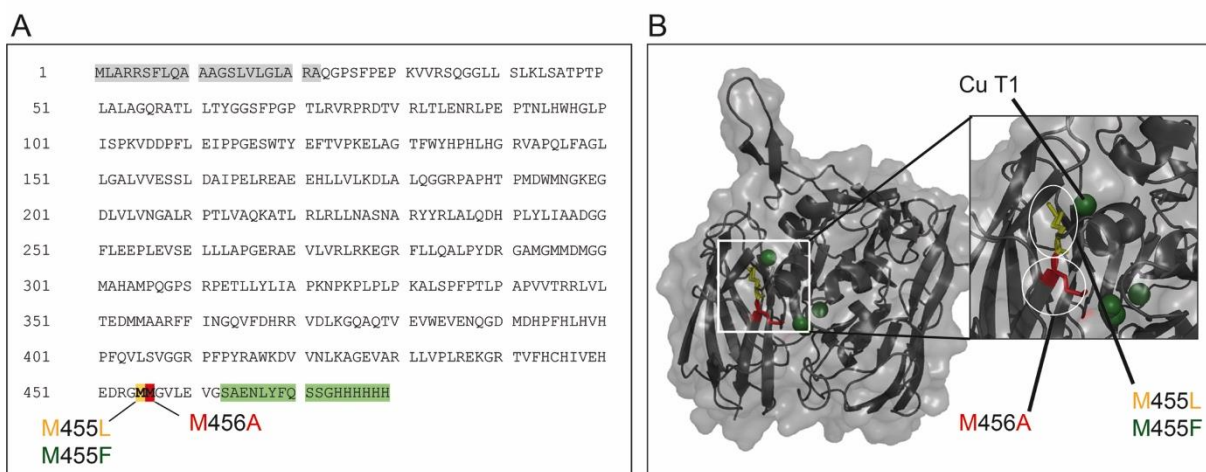 A
1 MLARRSFLQA AAGSLVLGLA RAQGPSFPEP KVVRSQGGLL SLKLSATPTP
51 LALAGQRATL LTYGGSFPGP TLRVRPRDTV RLTLENRLPE PTNLHWHGLP
101 ISPKVDDPFL EIPPGESWTY EFTVPKELAG TFWYHPHLHG RVAPQLFAGL
151 LGALVVESSL DAIPELREAE EHLLVLKDLA LQGGRPAPHT PMDWMNGKEG
201 DLVLVNGALR PTLVAQKATL RLRLLNASNA RYYRLALQDH PLYLIAADGG
251 FLEEPLEVSE LLLAPGERAE VLVRLRKEGR FLLQALPYDR GAMGMMDMGG
301 MAHAMPQGPS RPETLLYLIA PKNPKPLPLP KALSPFPTLP APVVTRRLVL
351 TEDMMAARFF INGQVFDHRR VDLKGQAQTV EVWEVENQGD MDHPFHLHVH
401 PFQVLSVGGR PFPYRAWKDV VNLKAGEVAR LLVPLREKGR TVFHCHIVEH
451 EDRGMMGVLE VGSAENLYFQ SSGHHHHHH
M455L
M455F
M456A
B
Cu T1
M456A
M455L
M455F